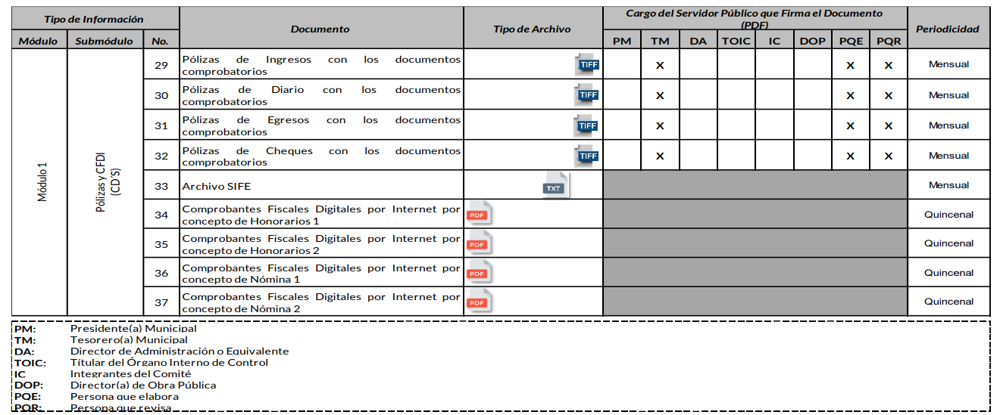 Tipo de Información
Documento
Tipo de Archivo
Cargo del Servidor Público que Firma el Documento
(PDF)
Periodicidad
Módulo Submódulo No.
PM TM DA TOIC IC DOP PQE PQR
Módulo 1
Pólizas y CFDI
(CD'S)
29 Pólizas de Ingresos con los documentos
comprobatorios
TIFF X X X Mensual
30 Pólizas de Diario con los documentos
comprobatorios
TIFF X X X Mensual
31 Pólizas de Egresos con los documentos
comprobatorios
TIFF X X X Mensual
32 Pólizas de Cheques con los documentos
comprobatorios
TIFF X X X Mensual
33 Archivo SIFE TXT Mensual
34 Comprobantes Fiscales Digitales por Internet por
concepto de Honorarios 1
PDF Quincenal
35 Comprobantes Fiscales Digitales por Internet por
concepto de Honorarios 2
PDF Quincenal
36 Comprobantes Fiscales Digitales por Internet por
concepto de Nómina 1
PDF Quincenal
37 Comprobantes Fiscales Digitales por Internet por
concepto de Nómina 2
PDF Quincenal
PM: Presidente(a) Municipal
TM: Tesorero(a) Municipal
DA: Director de Administración o Equivalente
TOIC: Títular del Órgano Interno de Control
IC Integrantes del Comité
DOP: Director(a) de Obra Pública
PQE: Persona que elabora
PQR: Persona que revisa